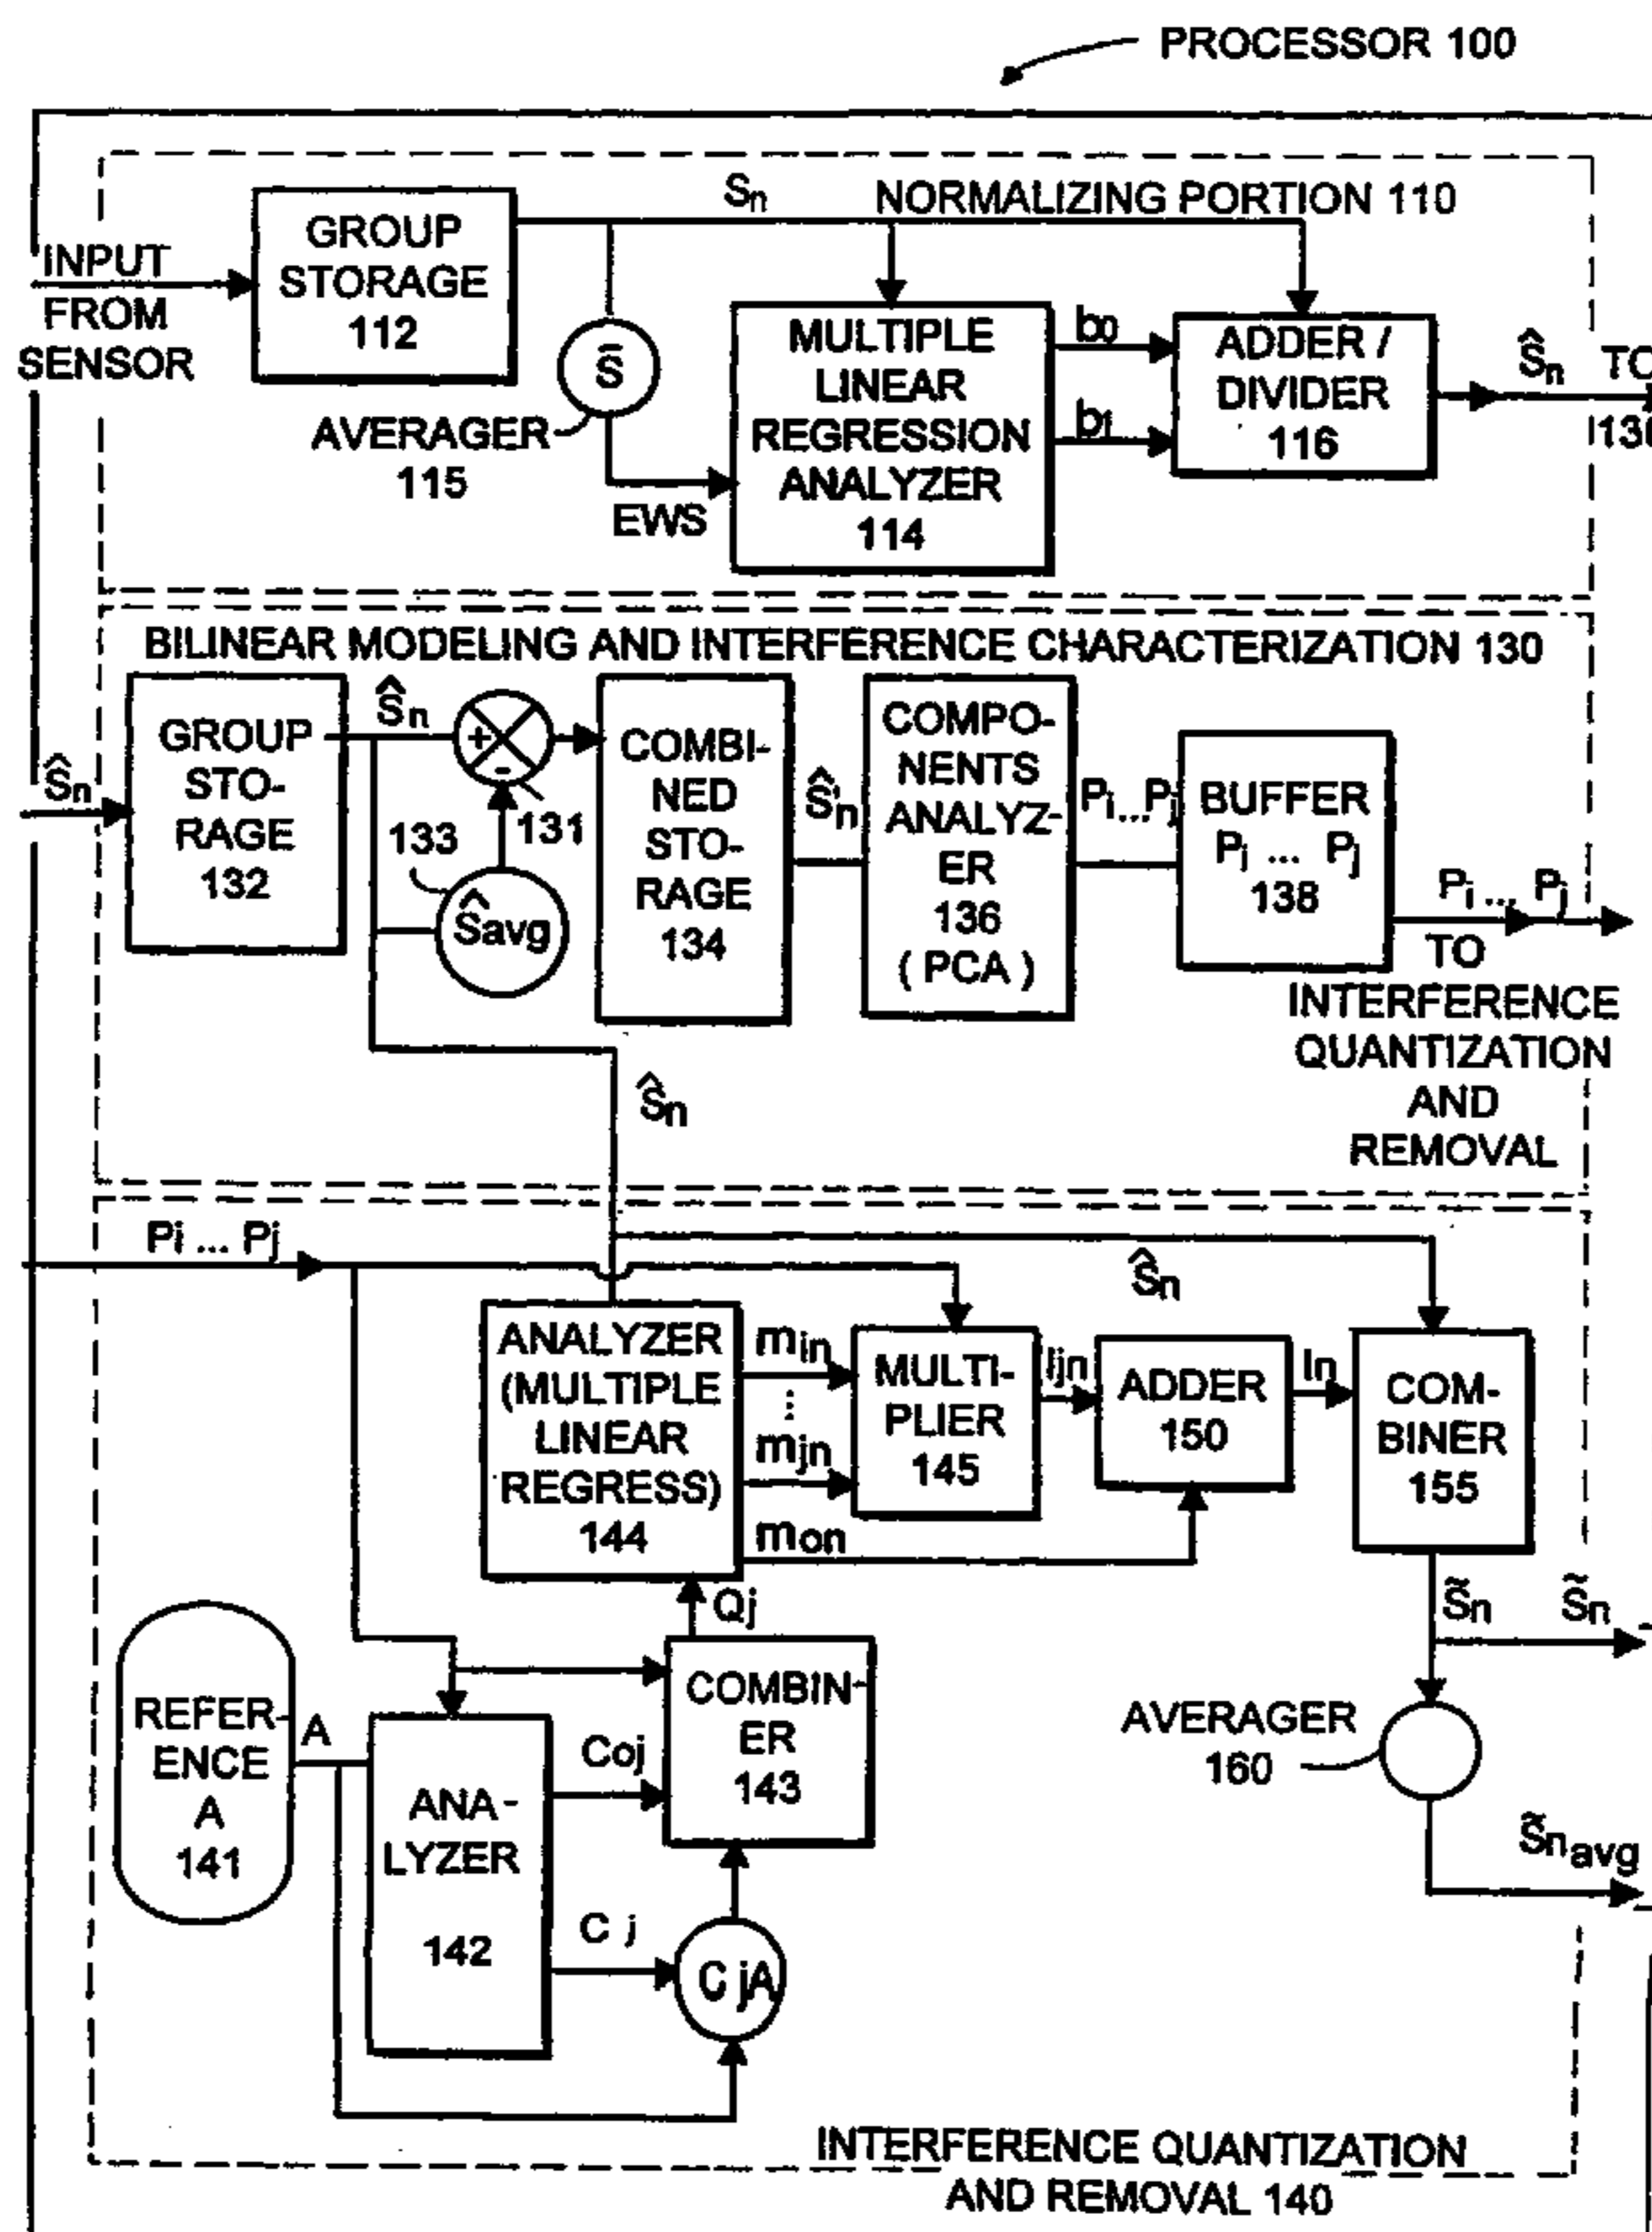 PROCESSOR 100
Sn
NORMALIZING PORTION 110
GROUP
STORAGE
112
INPUT
FROM
SENSOR
S̄
AVERAGER
115
EWS
MULTIPLE
LINEAR
REGRESSION
ANALYZER
114
b0
b1
ADDER /
DIVIDER
116
Ŝn
TO
130
BILINEAR MODELING AND INTERFERENCE CHARACTERIZATION 130
Ŝn
GROUP
STO-
RAGE
132
Ŝn
+
-
131
133
Ŝavg
COMBI-
NED
STO-
RAGE
134
Ŝ'n
COMPO-
NENTS
ANALYZ-
ER
136
( PCA )
Pi...Pj
BUFFER
Pi ... Pj
138
Pi ... Pj
TO
INTERFERENCE
QUANTIZATION
AND
REMOVAL
Ŝn
Pi ... Pj
Ŝn
ANALYZER
(MULTIPLE
LINEAR
REGRESS)
144
min
⋮
mjn
mon
MULTI-
PLIER
145
Ijn
ADDER
150
In
COM-
BINER
155
S̃n
S̃n
Qj
REFER-
ENCE
A
141
A
ANA-
LYZER
142
Coj
C j
COMBIN-
ER
143
C jA
AVERAGER
160
S̃navg
INTERFERENCE QUANTIZATION
AND REMOVAL 140